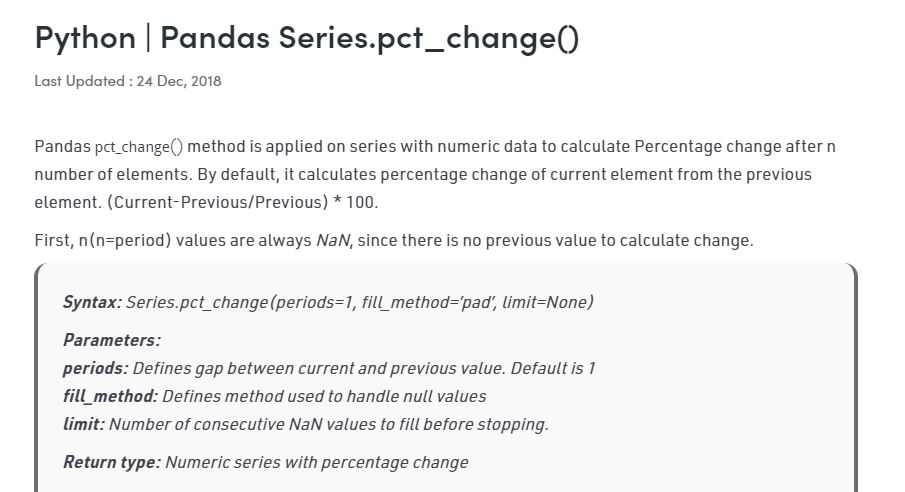 Python | Pandas Series.pct_change()
Last Updated : 24 Dec, 2018
Pandas pct_change() method is applied on series with numeric data to calculate Percentage change after n
number of elements. By default, it calculates percentage change of current element from the previous
element. (Current-Previous/Previous) * 100.
First, n(n=period) values are always NaN, since there is no previous value to calculate change.
Syntax: Series.pct_change(periods=1, fill_method=’pad’, limit=None)
Parameters:
periods: Defines gap between current and previous value. Default is 1
fill_method: Defines method used to handle null values
limit: Number of consecutive NaN values to fill before stopping.
Return type: Numeric series with percentage change